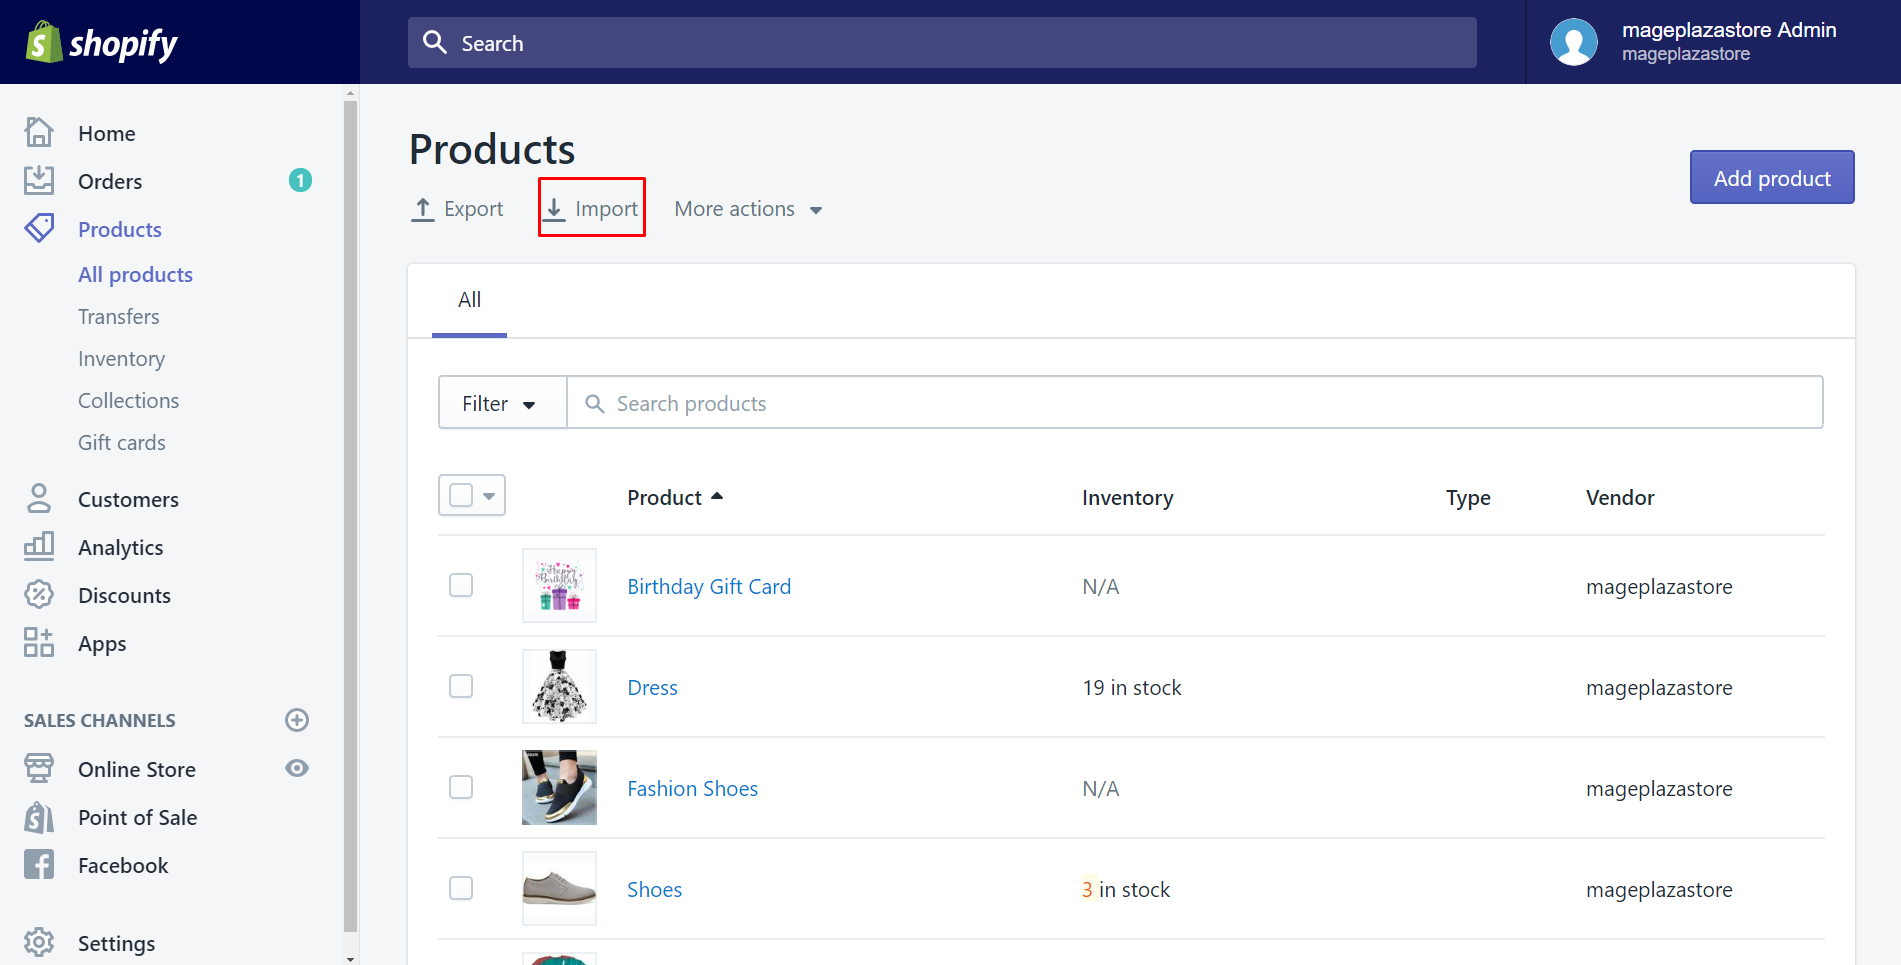 shopify
Search
mageplazastore Admin
mageplazastore
Home
Orders
1
Products
All products
Transfers
Inventory
Collections
Gift cards
Customers
Analytics
Discounts
Apps
SALES CHANNELS
Online Store
Point of Sale
Facebook
Settings
Products
Export
Import
More actions
Add product
All
Filter
Search products
Product
Inventory
Type
Vendor
Happy
Birthday
Birthday Gift Card
N/A
mageplazastore
Dress
19 in stock
mageplazastore
Fashion Shoes
N/A
mageplazastore
Shoes
3 in stock
mageplazastore